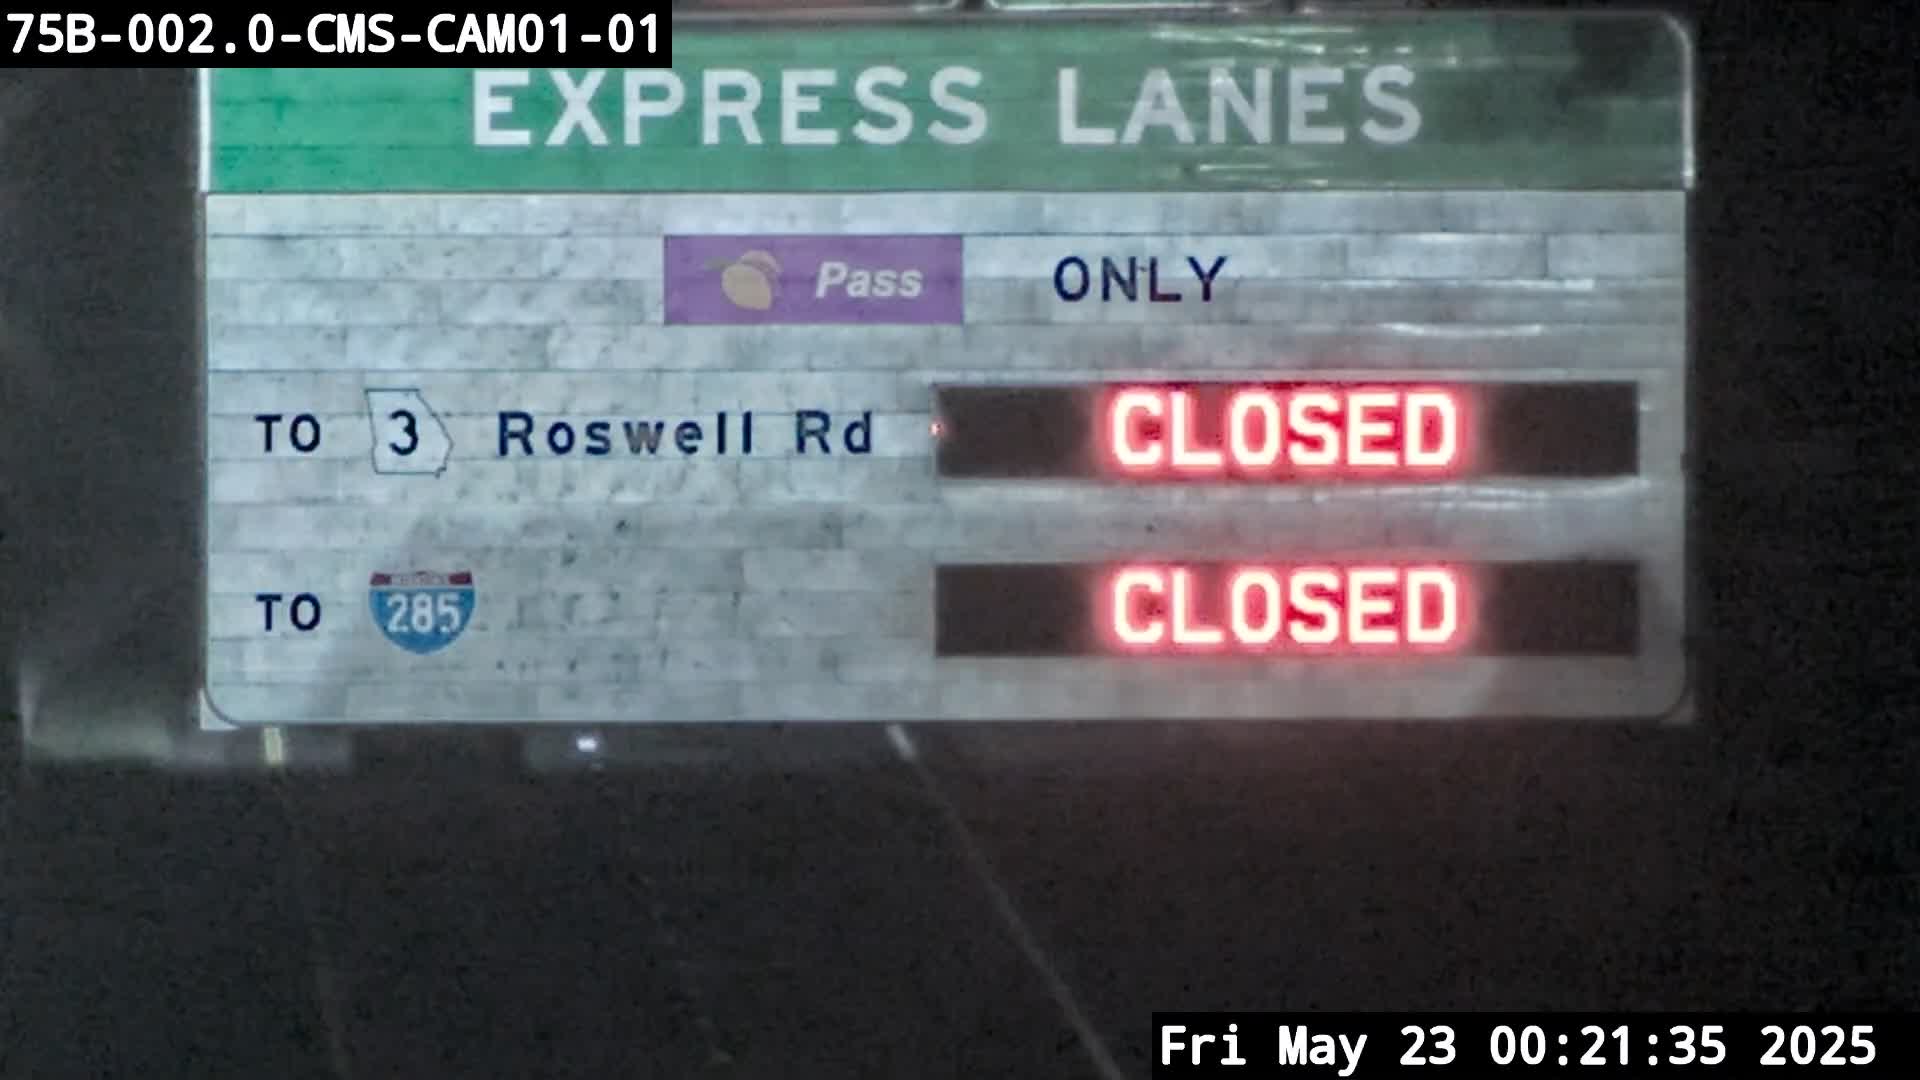 75B-002.0-CMS-CAM01-01
EXPRESS LANES
Pass ONLY
TO 3 Roswell Rd CLOSED
TO 285 CLOSED
Fri May 23 00:21:35 2025